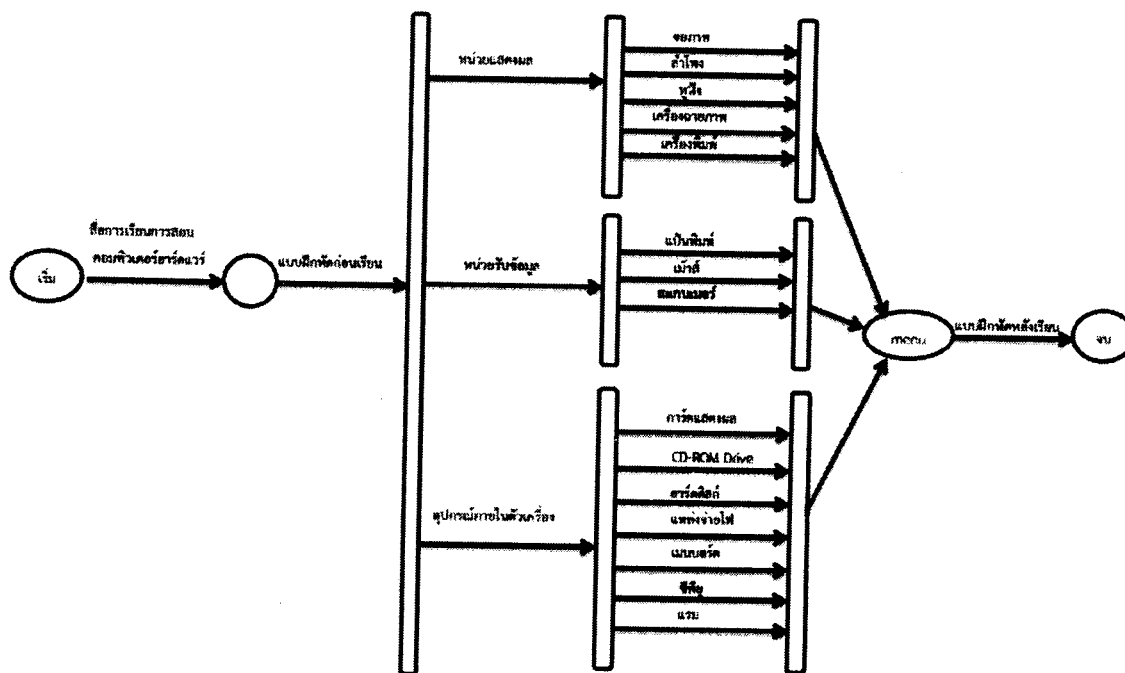 เริ่ม
สื่อการเรียนการสอน
คอมพิวเตอร์ฮาร์ดแวร์
แบบฝึกหัดก่อนเรียน
หน่วยแสดงผล
จอภาพ
ลำโพง
หูฟัง
เครื่องฉายภาพ
เครื่องพิมพ์
หน่วยรับข้อมูล
แป้นพิมพ์
เม้าส์
สแกนเนอร์
อุปกรณ์ภายในตัวเครื่อง
การ์ดแสดงผล
CD-ROM Drive
ฮาร์ดดิสก์
แหล่งจ่ายไฟ
เมนบอร์ด
ซีพียู
แรม
menu
แบบฝึกหัดหลังเรียน
จบ